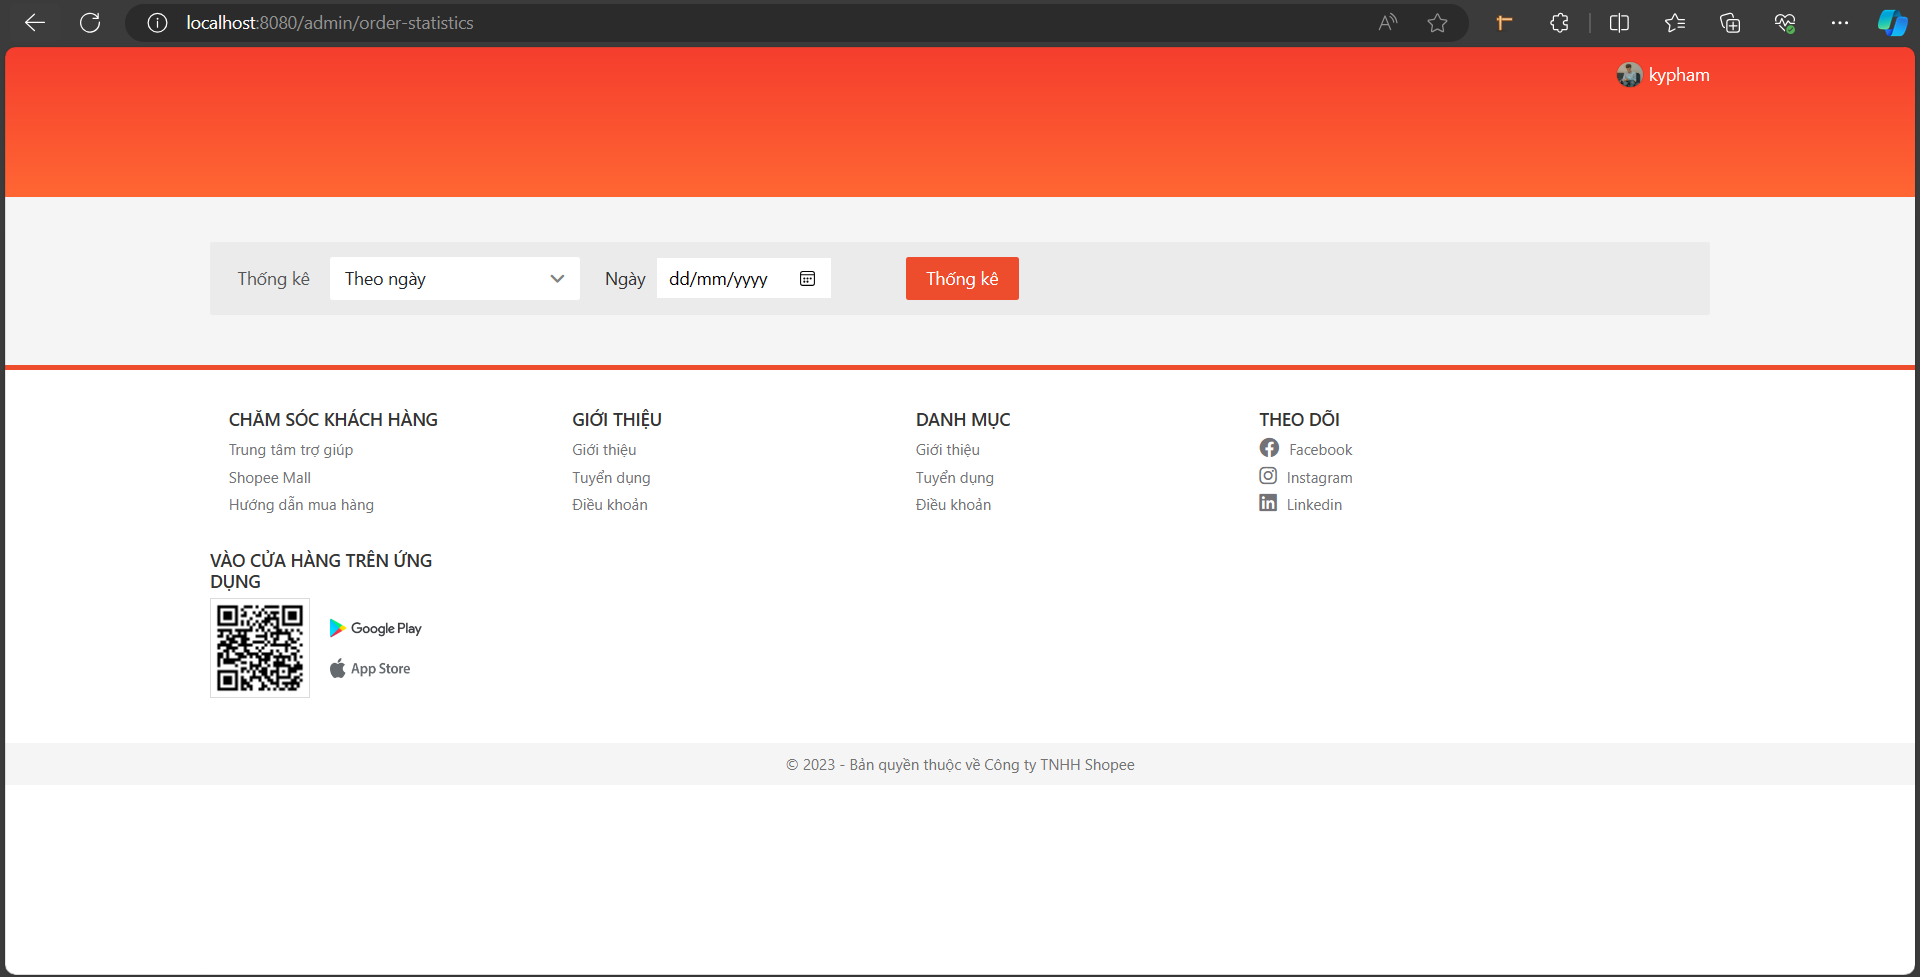 localhost:8080/admin/order-statistics
kypham
Thống kê
Theo ngày
Ngày
dd/mm/yyyy
Thống kê
CHĂM SÓC KHÁCH HÀNG
Trung tâm trợ giúp
Shopee Mall
Hướng dẫn mua hàng
GIỚI THIỆU
Giới thiệu
Tuyển dụng
Điều khoản
DANH MỤC
Giới thiệu
Tuyển dụng
Điều khoản
THEO DÕI
Facebook
Instagram
Linkedin
VÀO CỬA HÀNG TRÊN ỨNG
DỤNG
Google Play
App Store
© 2023 - Bản quyền thuộc về Công ty TNHH Shopee